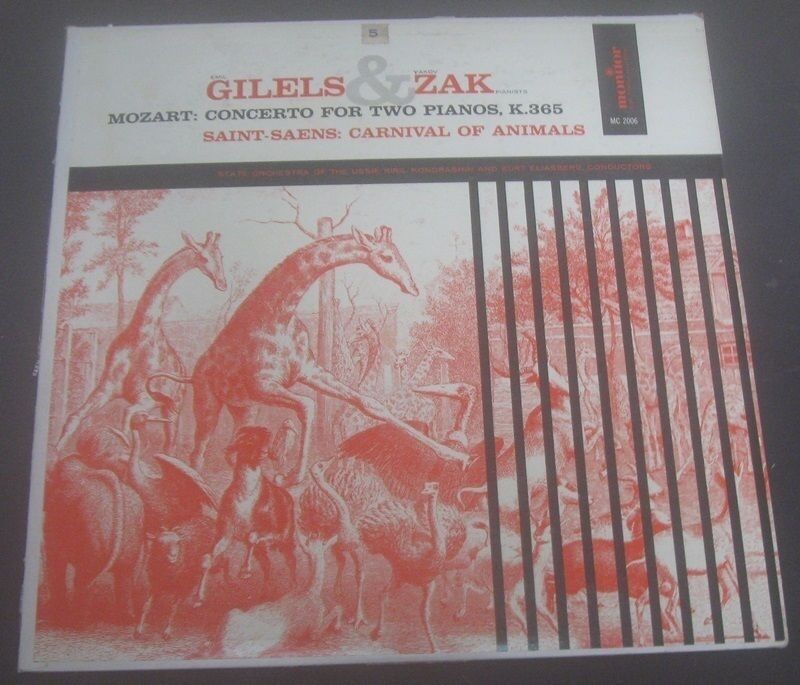 5
EMIL YAKOV
GILELS & ZAK PIANISTS
MOZART: CONCERTO FOR TWO PIANOS, K.365
SAINT-SAENS: CARNIVAL OF ANIMALS
monitor
MC 2006
STATE ORCHESTRA OF THE USSR/KIRIL KONDRASHIN AND KURT ELIASBERG, CONDUCTORS